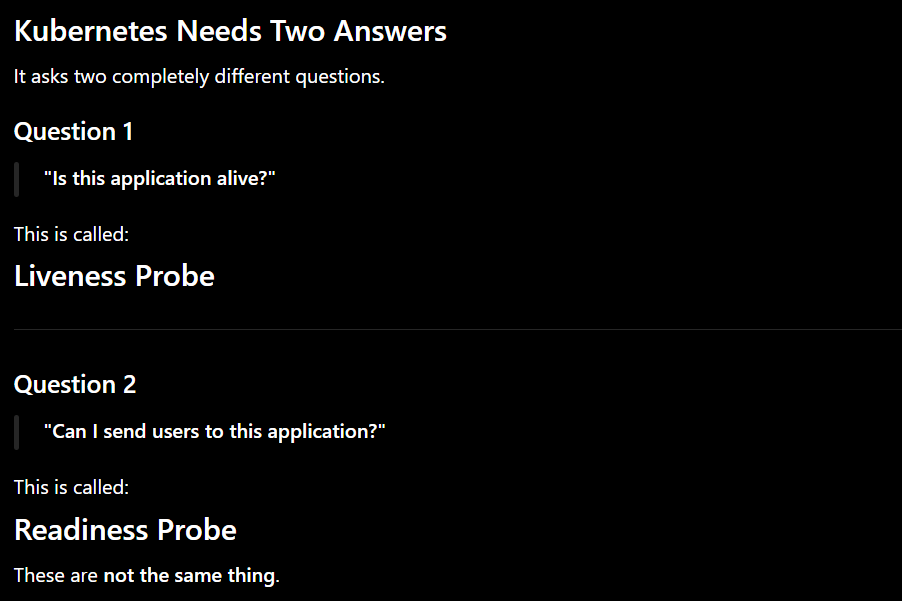 Kubernetes Needs Two Answers
It asks two completely different questions.
Question 1
"Is this application alive?"
This is called:
Liveness Probe
Question 2
"Can I send users to this application?"
This is called:
Readiness Probe
These are not the same thing.